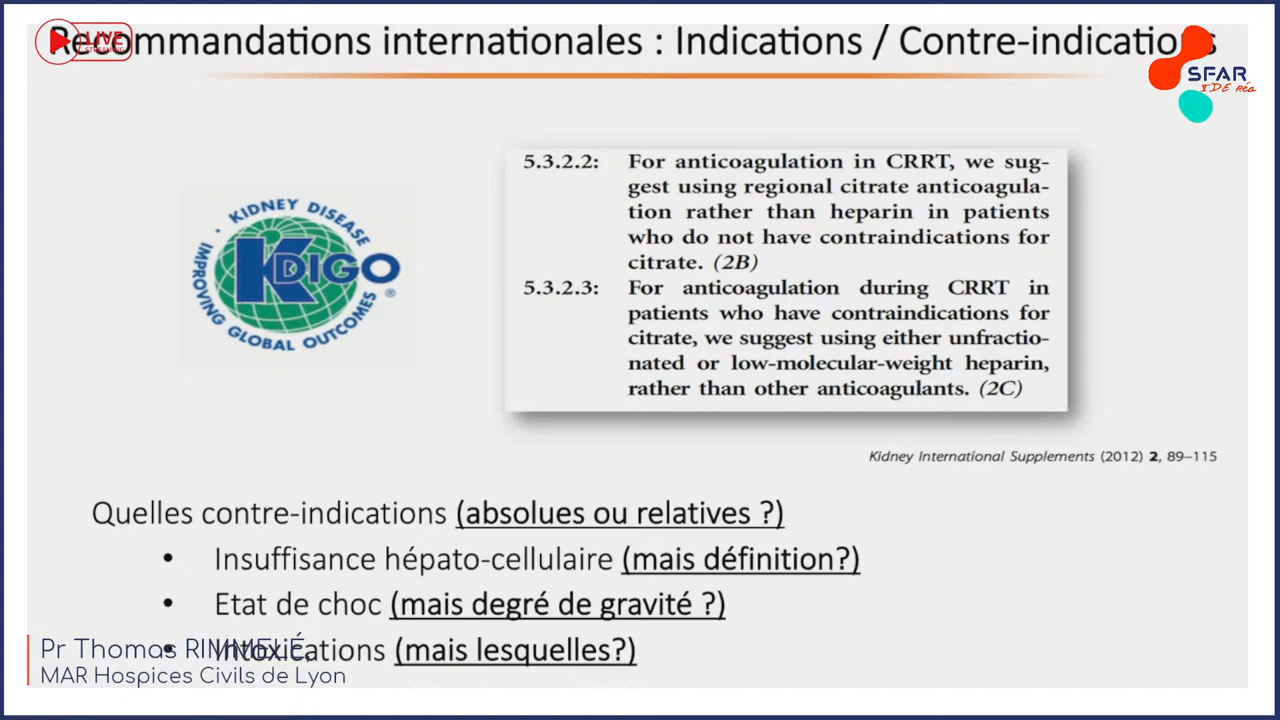 Recommandations internationales : Indications / Contre-indications
LIVE
STREAMING
SFAR
IDE Réa
KIDNEY DISEASE
KDIGO
®
IMPROVING GLOBAL OUTCOMES
5.3.2.2: For anticoagulation in CRRT, we sug-
gest using regional citrate anticoagula-
tion rather than heparin in patients
who do not have contraindications for
citrate. (2B)
5.3.2.3: For anticoagulation during CRRT in
patients who have contraindications for
citrate, we suggest using either unfractio-
nated or low-molecular-weight heparin,
rather than other anticoagulants. (2C)
Kidney International Supplements (2012) 2, 89–115
Quelles contre-indications (absolues ou relatives ?)
• Insuffisance hépato-cellulaire (mais définition?)
• Etat de choc (mais degré de gravité ?)
• Intoxications (mais lesquelles?)
Pr Thomas RIMMELÉ,
MAR Hospices Civils de Lyon